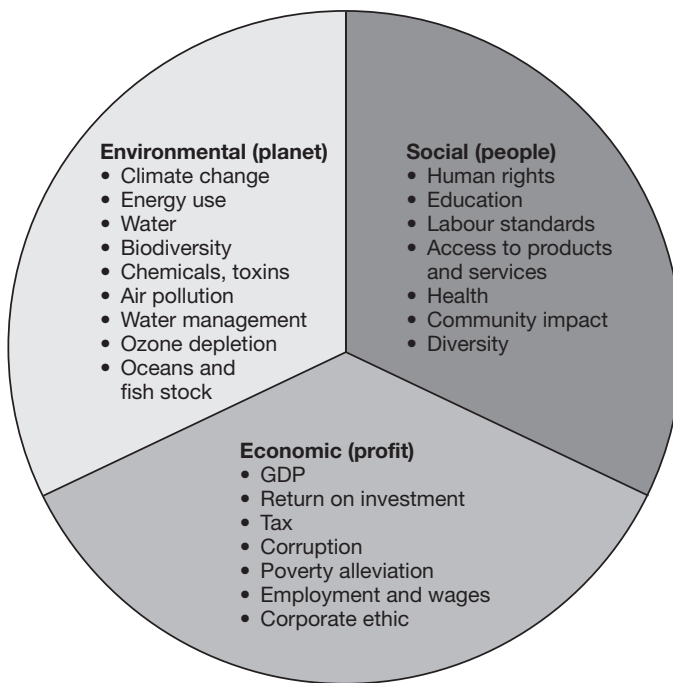 Environmental (planet)
• Climate change
• Energy use
• Water
• Biodiversity
• Chemicals, toxins
• Air pollution
• Water management
• Ozone depletion
• Oceans and
fish stock
Social (people)
• Human rights
• Education
• Labour standards
• Access to products
and services
• Health
• Community impact
• Diversity
Economic (profit)
• GDP
• Return on investment
• Tax
• Corruption
• Poverty alleviation
• Employment and wages
• Corporate ethic